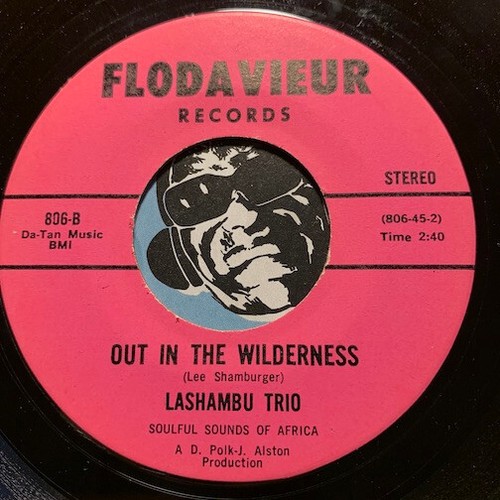 FLODAVIEUR
RECORDS
STEREO
806-B
Da-Tan Music
BMI
(806-45-2)
Time 2:40
OUT IN THE WILDERNESS
(Lee Shamburger)
LASHAMBU TRIO
SOULFUL SOUNDS OF AFRICA
A D. Polk-J. Alston
Production